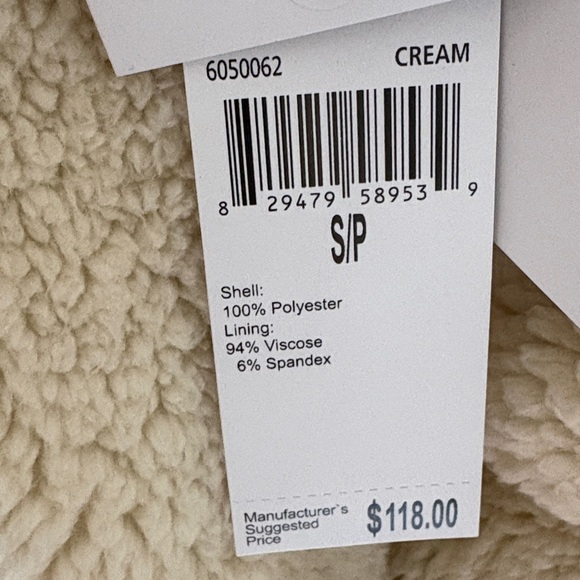 6050062 CREAM
8 29479 58953 9
S/P
Shell:
100% Polyester
Lining:
94% Viscose
6% Spandex
Manufacturer`s
Suggested
Price
$118.00